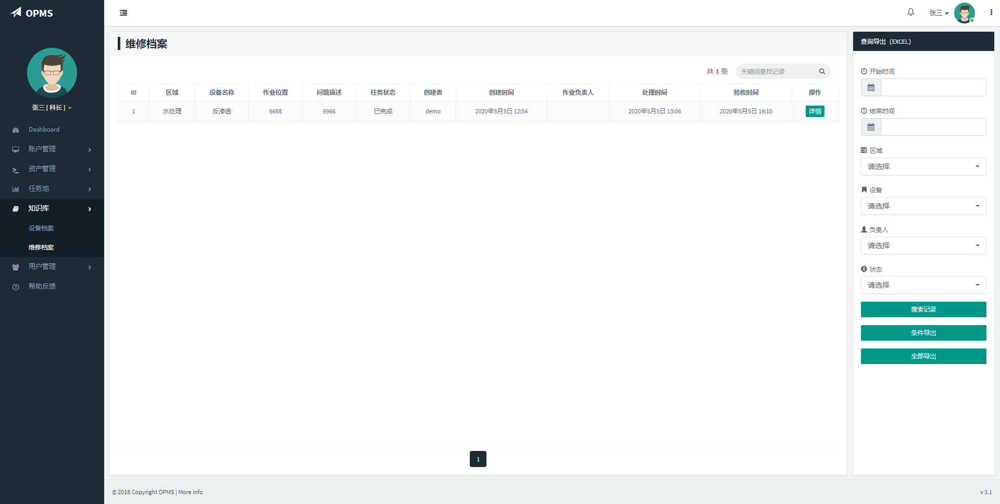 OPMS
张三
张三 [ 科长 ]
Dashboard
账户管理
资产管理
任务池
知识库
设备档案
维修档案
用户管理
帮助反馈
维修档案
共 1 条
关键词查找记录
ID 区域 设备名称 作业位置 问题描述 任务状态 创建者 创建时间 作业负责人 处理时间 验收时间 操作
1 水处理 反渗透 6688 9966 已完成 demo 2020年5月5日 12:54 2020年5月5日 13:06 2020年5月5日 16:10 详情
1
查询导出（EXCEL）
开始时间
结束时间
区域
请选择
设备
请选择
负责人
请选择
状态
请选择
搜索记录
条件导出
全部导出
© 2018 Copyright OPMS | More info
v 3.1